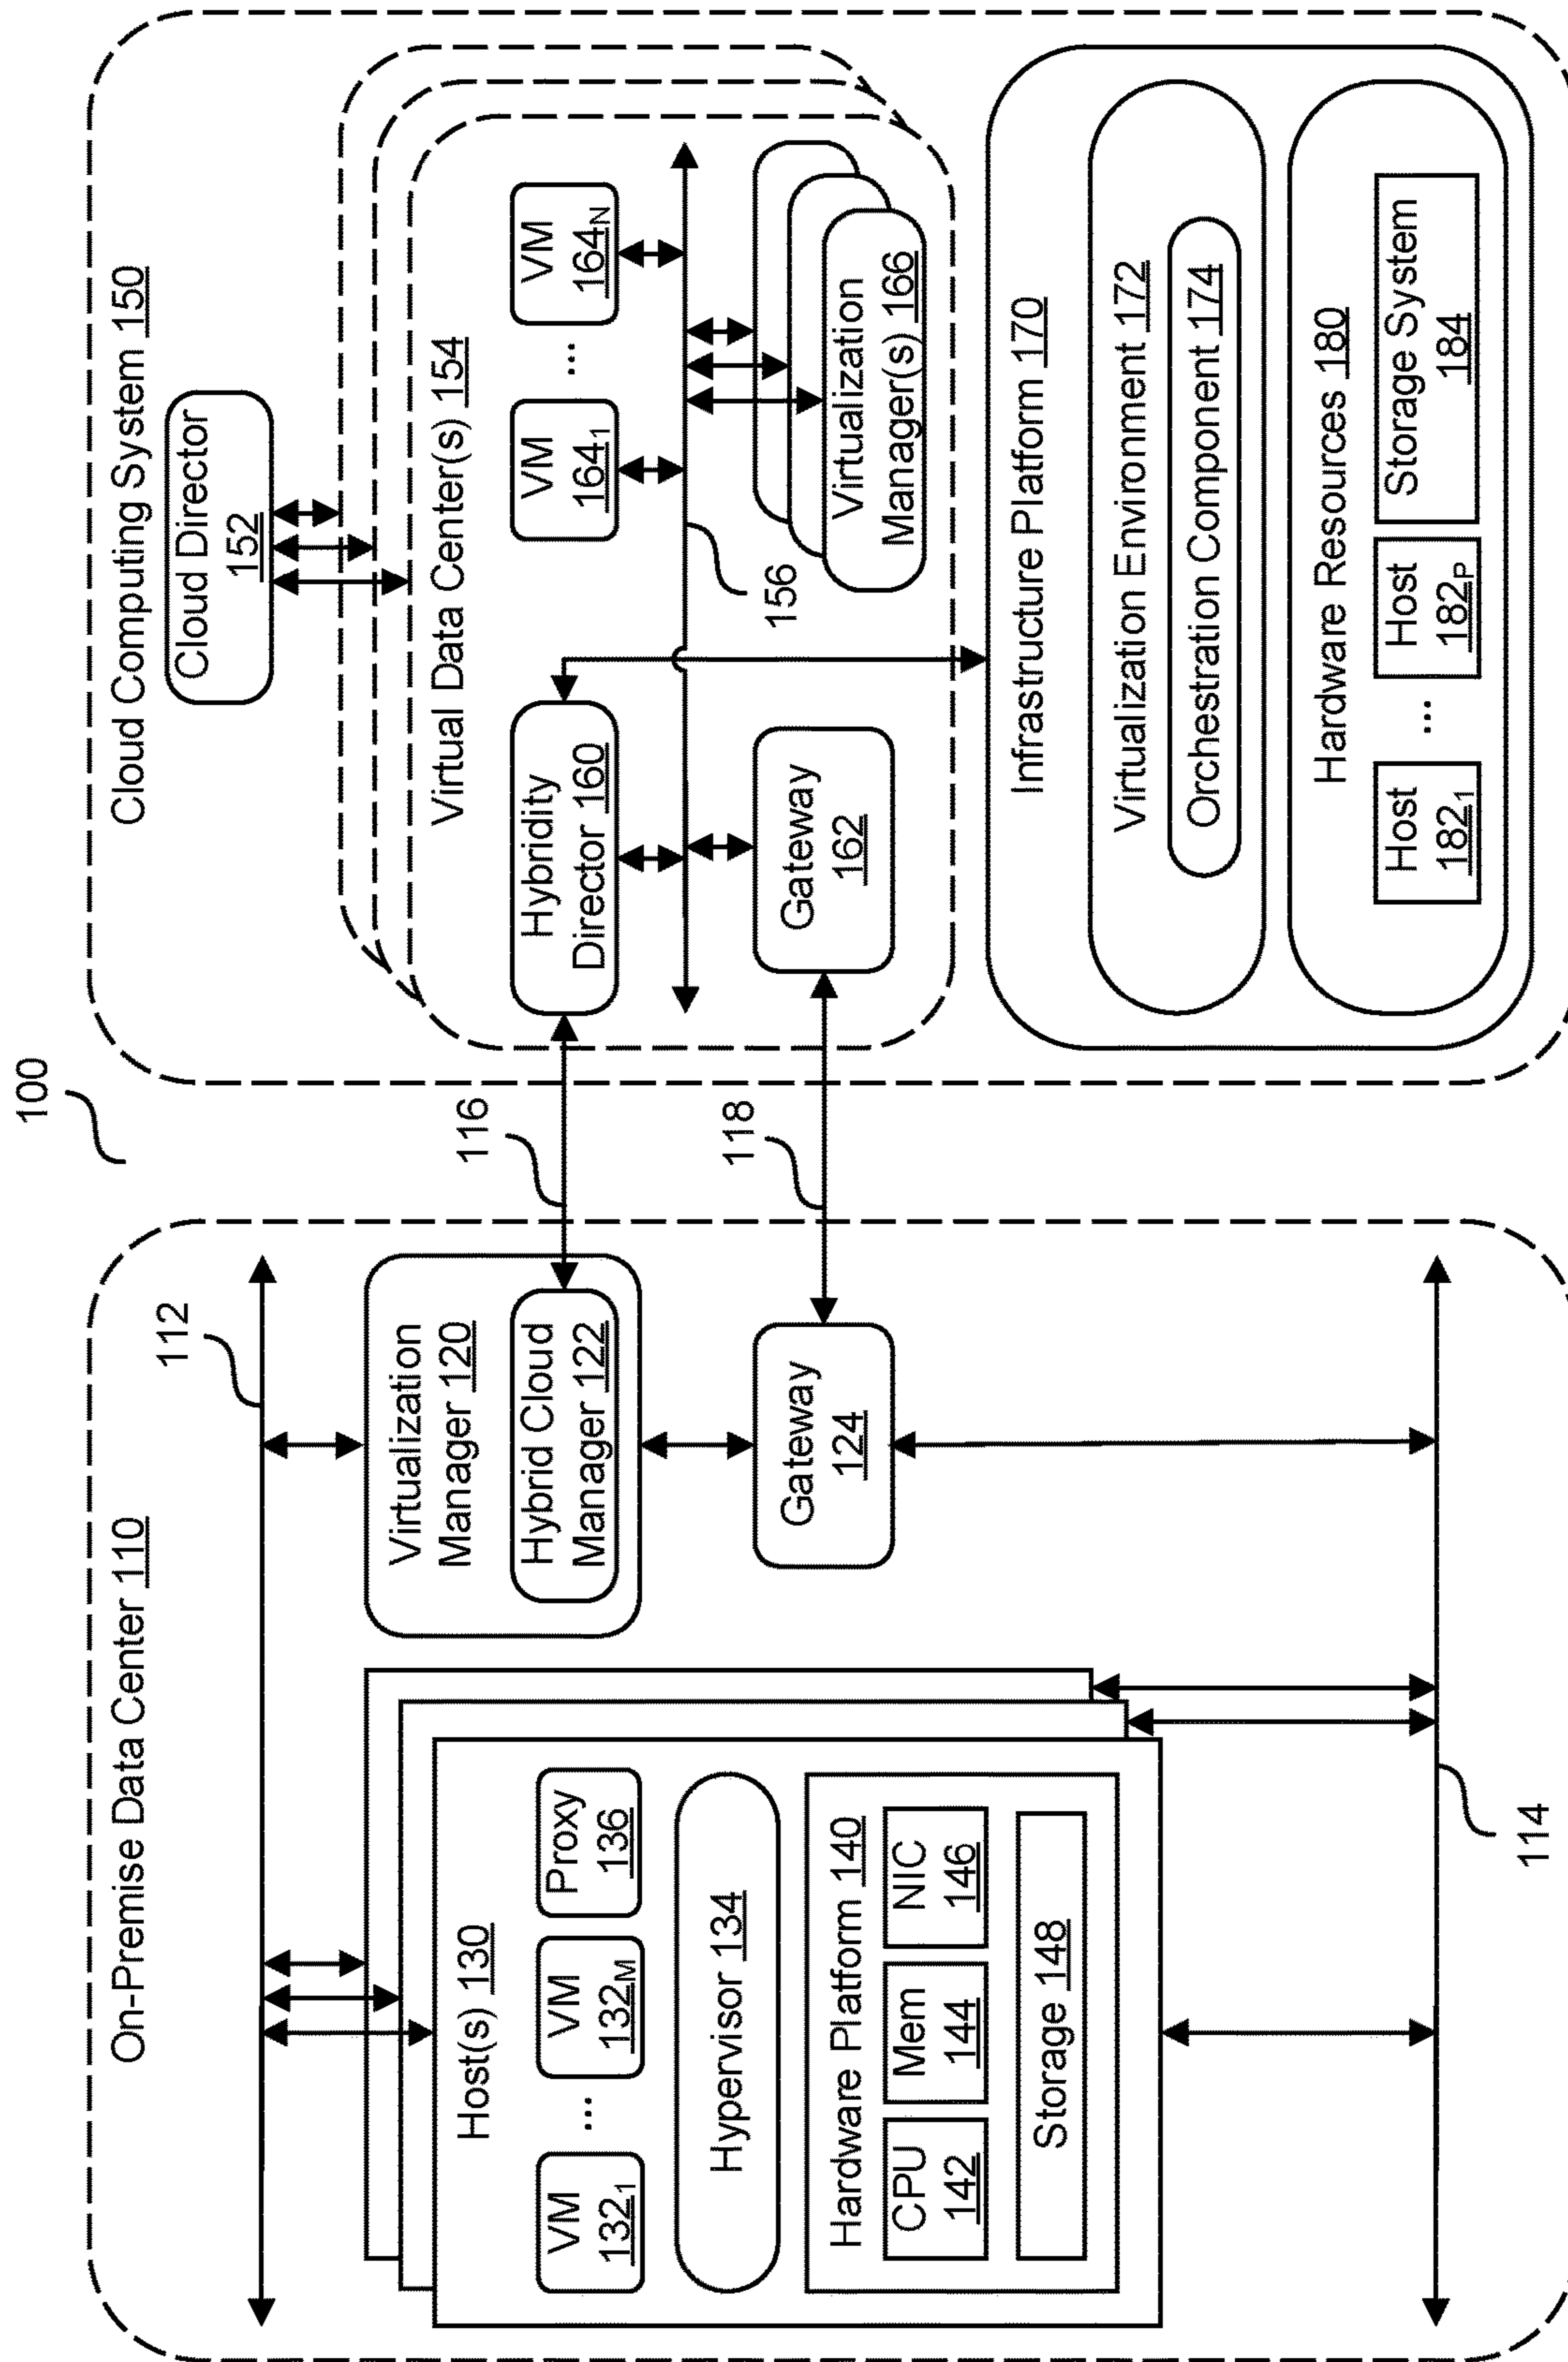 100
On-Premise Data Center 110
112
Host(s) 130
VM
132₁
...
VM
132M
Proxy
136
Hypervisor 134
Hardware Platform 140
CPU
142
Mem
144
NIC
146
Storage 148
114
Virtualization
Manager 120
Hybrid Cloud
Manager 122
Gateway
124
116
118
Cloud Computing System 150
Cloud Director
152
Virtual Data Center(s) 154
Hybridity
Director 160
VM
164₁
...
VM
164N
156
Gateway
162
Virtualization
Manager(s) 166
Infrastructure Platform 170
Virtualization Environment 172
Orchestration Component 174
Hardware Resources 180
Host
182₁
...
Host
182P
Storage System
184